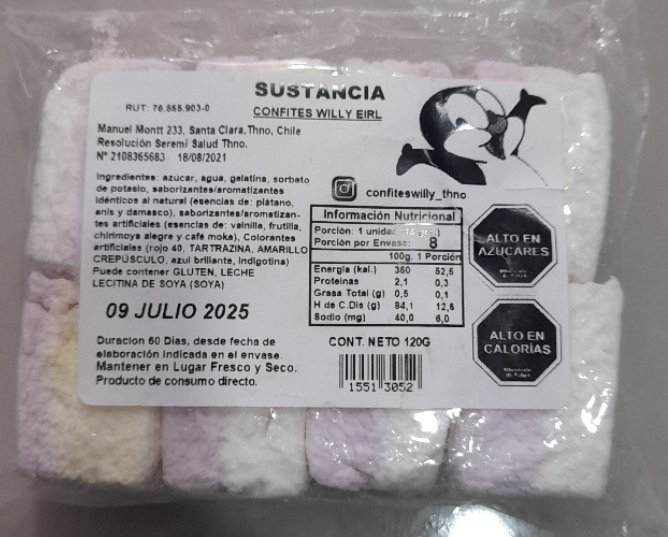 SUSTANCIA
CONFITES WILLY EIRL
RUT: 76.555.903-0
Manuel Montt 233, Santa Clara, Thno, Chile
Resolución Seremi Salud Thno.
N° 2108365683 18/08/2021
Ingredientes: azucar, agua, gelatina, sorbato
de potasio, saborizantes/aromatizantes
idénticos al natural (esencias de: plátano,
anis y damasco), saborizantes/aromatizan-
tes artificiales (esencias de: vainilla, frutilla,
chirimoya alegre y café moka), Colorantes
artificiales (rojo 40, TARTRAZINA, AMARILLO
CREPÚSCULO, azul brillante, indigotina)
Puede contener GLUTEN, LECHE
LECITINA DE SOYA (SOYA)
09 JULIO 2025
Duracion 60 Dias, desde fecha de
elaboración indicada en el envase.
Mantener en Lugar Fresco y Seco.
Producto de consumo directo.
confiteswilly_thno
Información Nutricional
Porción: 1 unidad
Porción por Envase: 8
100g. 1 Porción
Energía (kal.) 350 52,5
Proteinas 2,1 0,3
Grasa Total (g) 0,5 0,1
H de C.Dis (g) 84,1 12,6
Sodio (mg) 40,0 6,0
CONT. NETO 120G
1551 3052
ALTO EN
AZÚCARES
ALTO EN
CALORÍAS